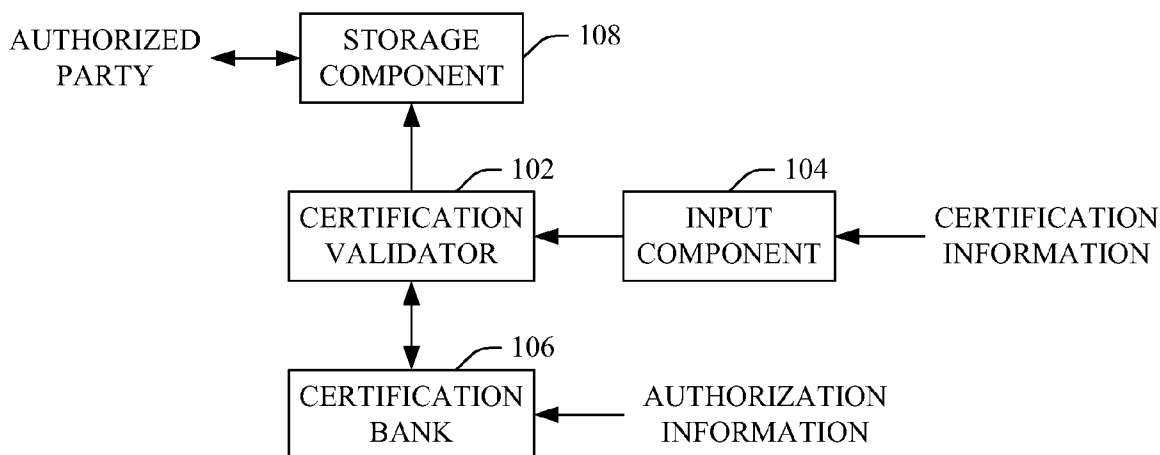 AUTHORIZED
PARTY
STORAGE
COMPONENT
108
102
CERTIFICATION
VALIDATOR
104
INPUT
COMPONENT
CERTIFICATION
INFORMATION
106
CERTIFICATION
BANK
AUTHORIZATION
INFORMATION